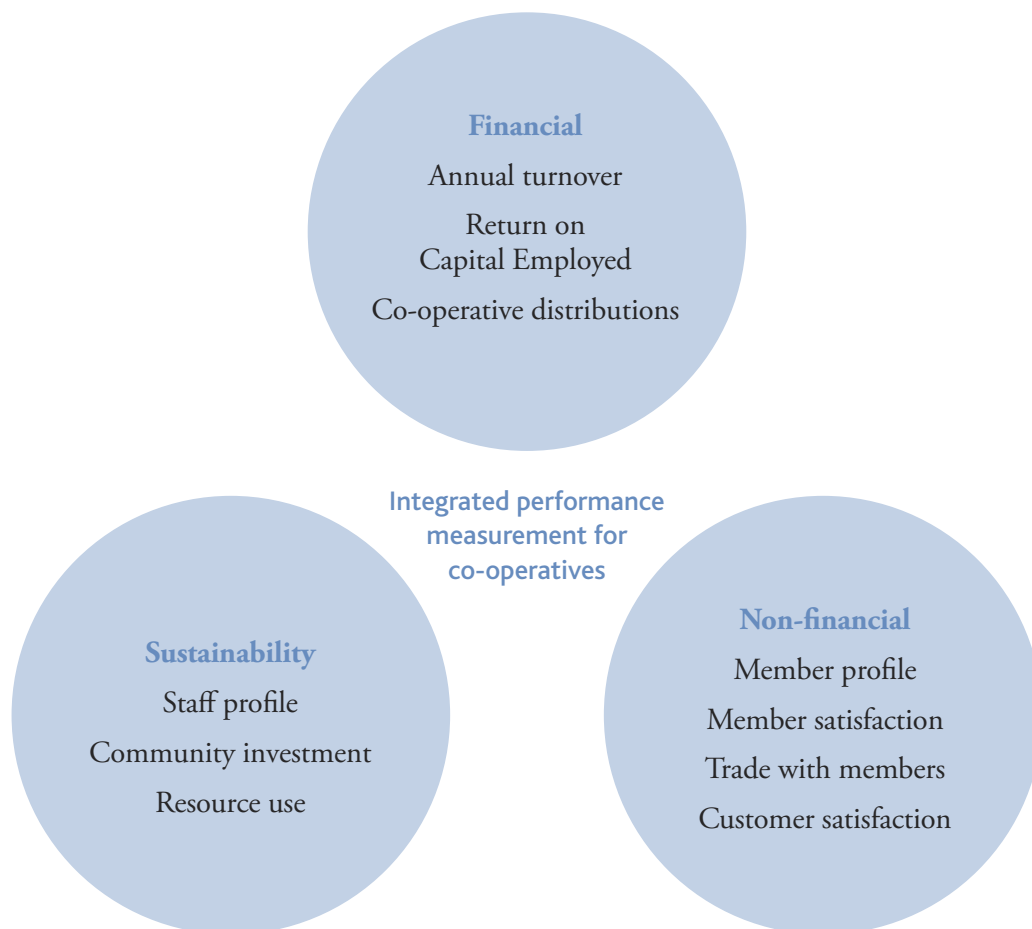 Financial
Annual turnover
Return on
Capital Employed
Co-operative distributions
Integrated performance
measurement for
co-operatives
Sustainability
Staff profile
Community investment
Resource use
Non-financial
Member profile
Member satisfaction
Trade with members
Customer satisfaction